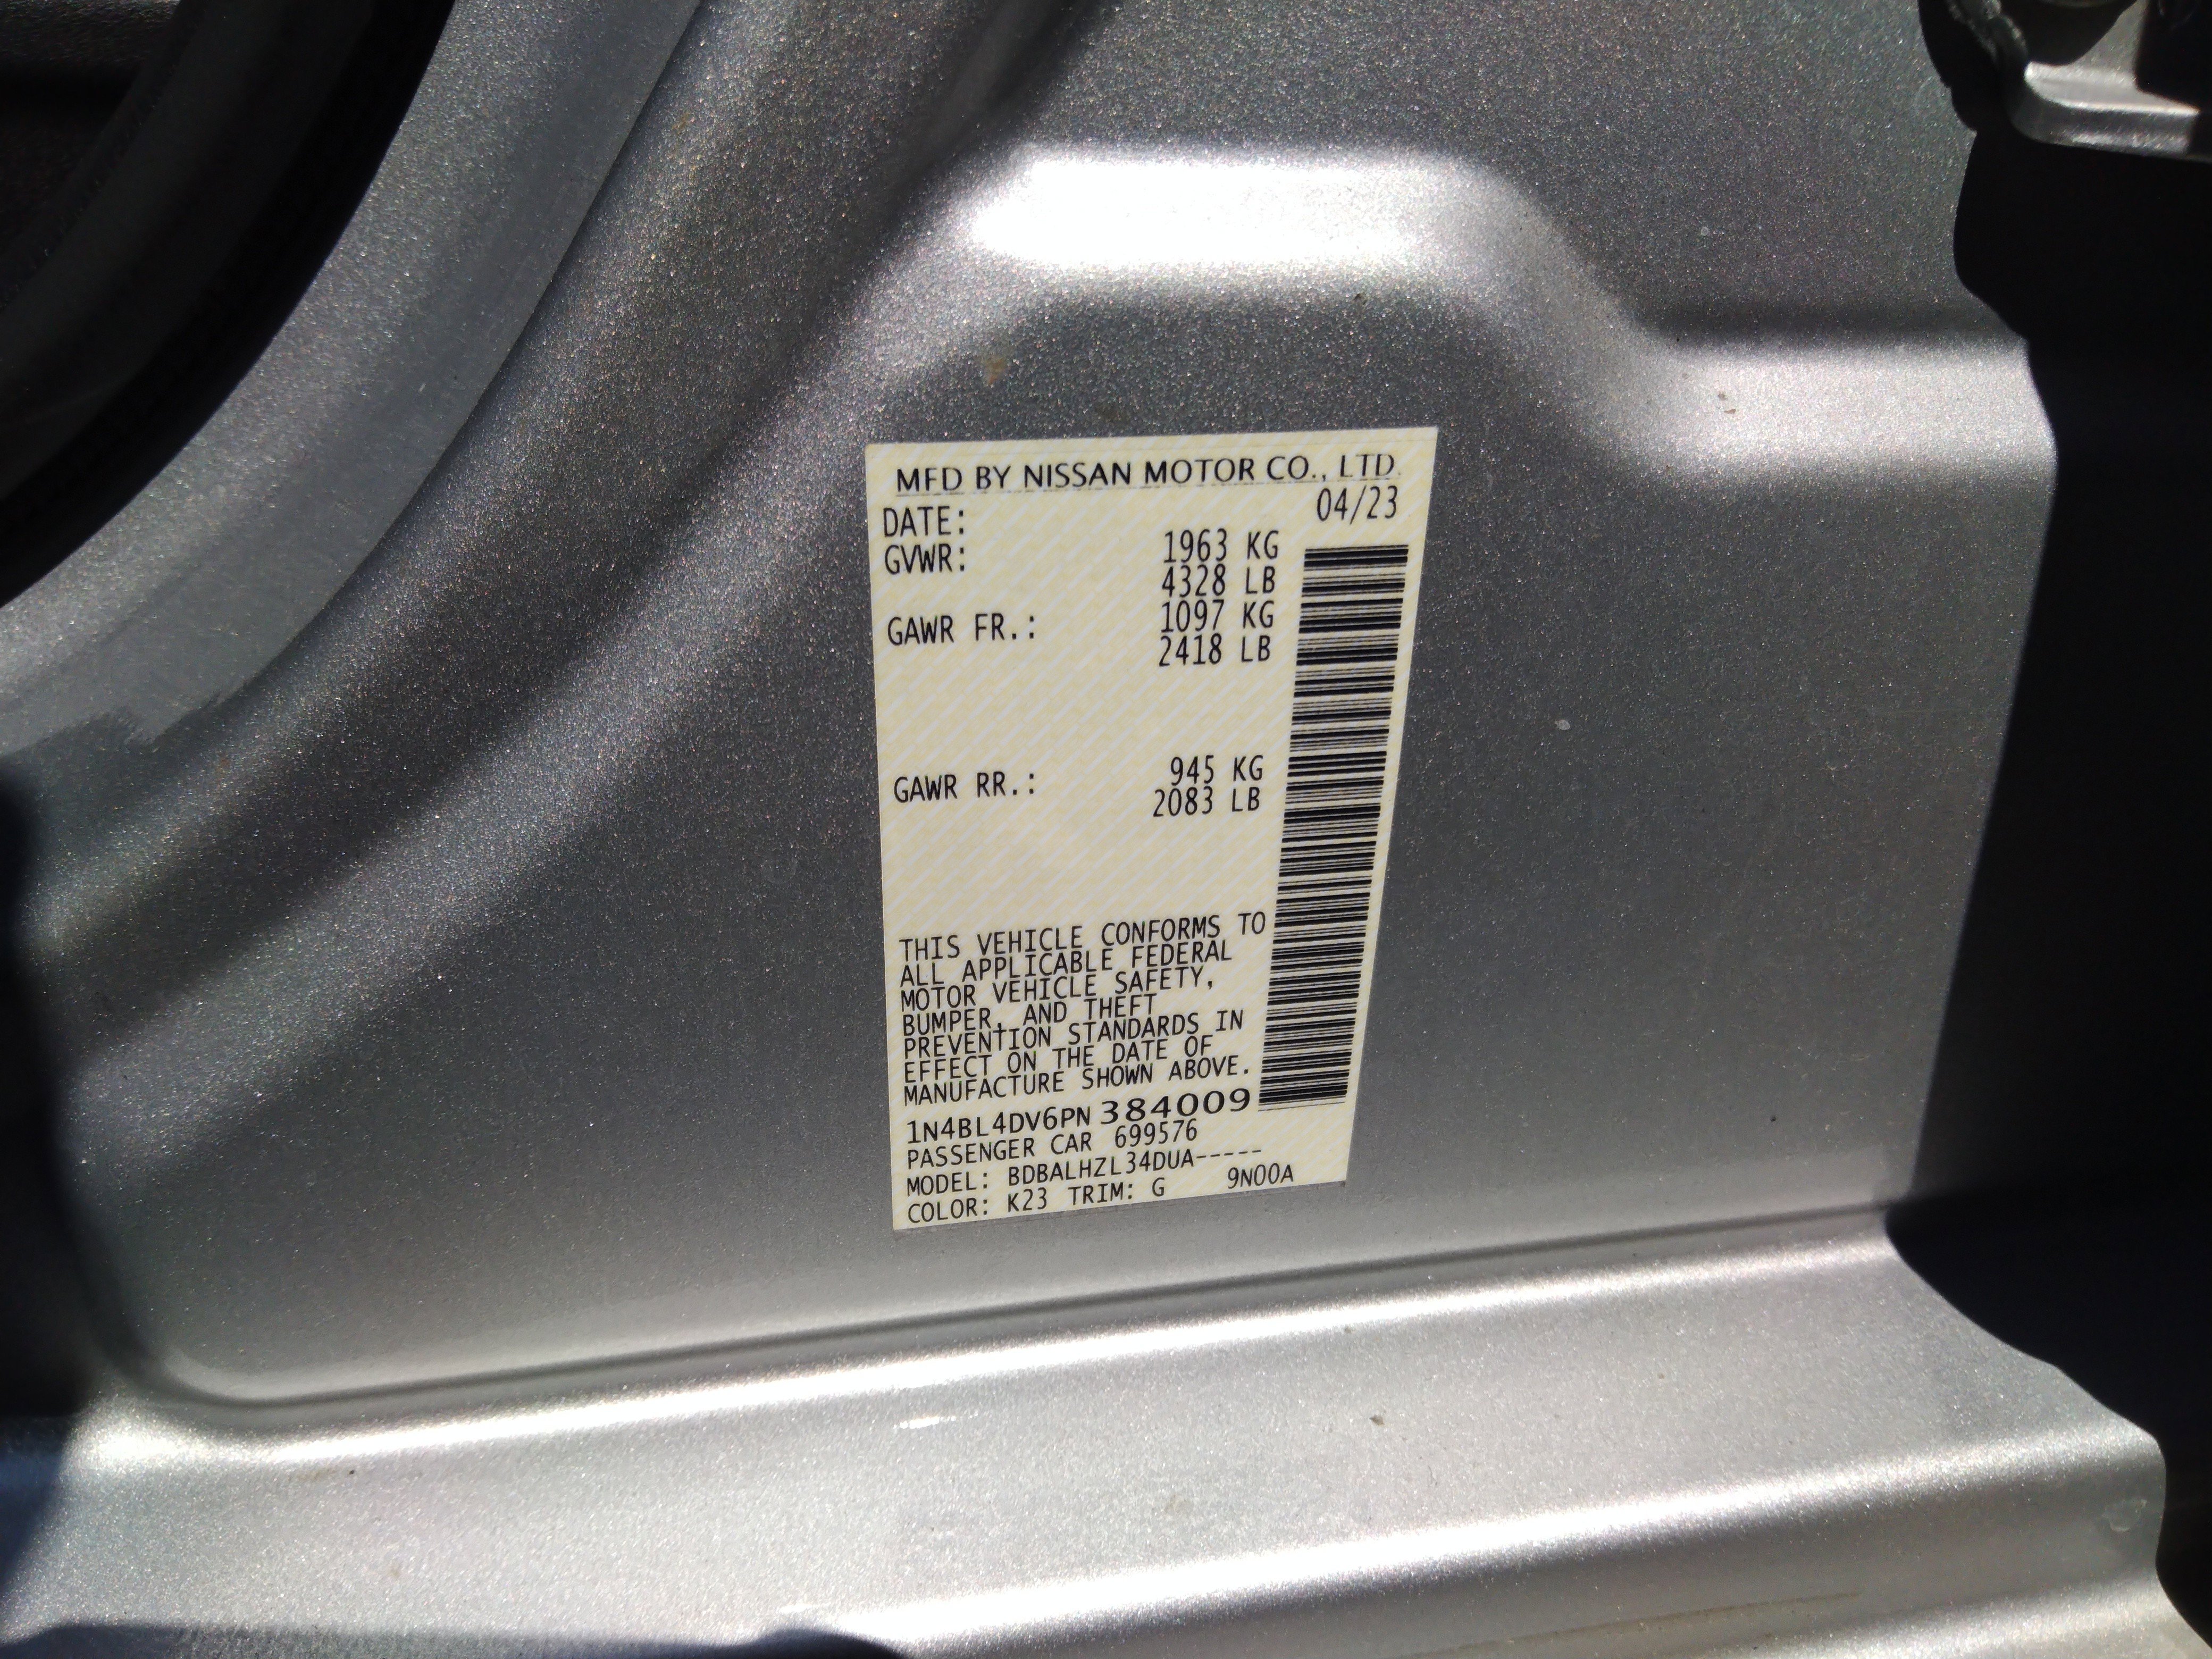 MFD BY NISSAN MOTOR CO., LTD.
DATE: 04/23
GVWR: 1963 KG
4328 LB
GAWR FR.: 1097 KG
2418 LB
GAWR RR.: 945 KG
2083 LB
THIS VEHICLE CONFORMS TO
ALL APPLICABLE FEDERAL
MOTOR VEHICLE SAFETY,
BUMPER, AND THEFT
PREVENTION STANDARDS IN
EFFECT ON THE DATE OF
MANUFACTURE SHOWN ABOVE.
1N4BL4DV6PN 384009
PASSENGER CAR 699576
MODEL: BDBALHZL34DUA-----
COLOR: K23 TRIM: G 9N00A